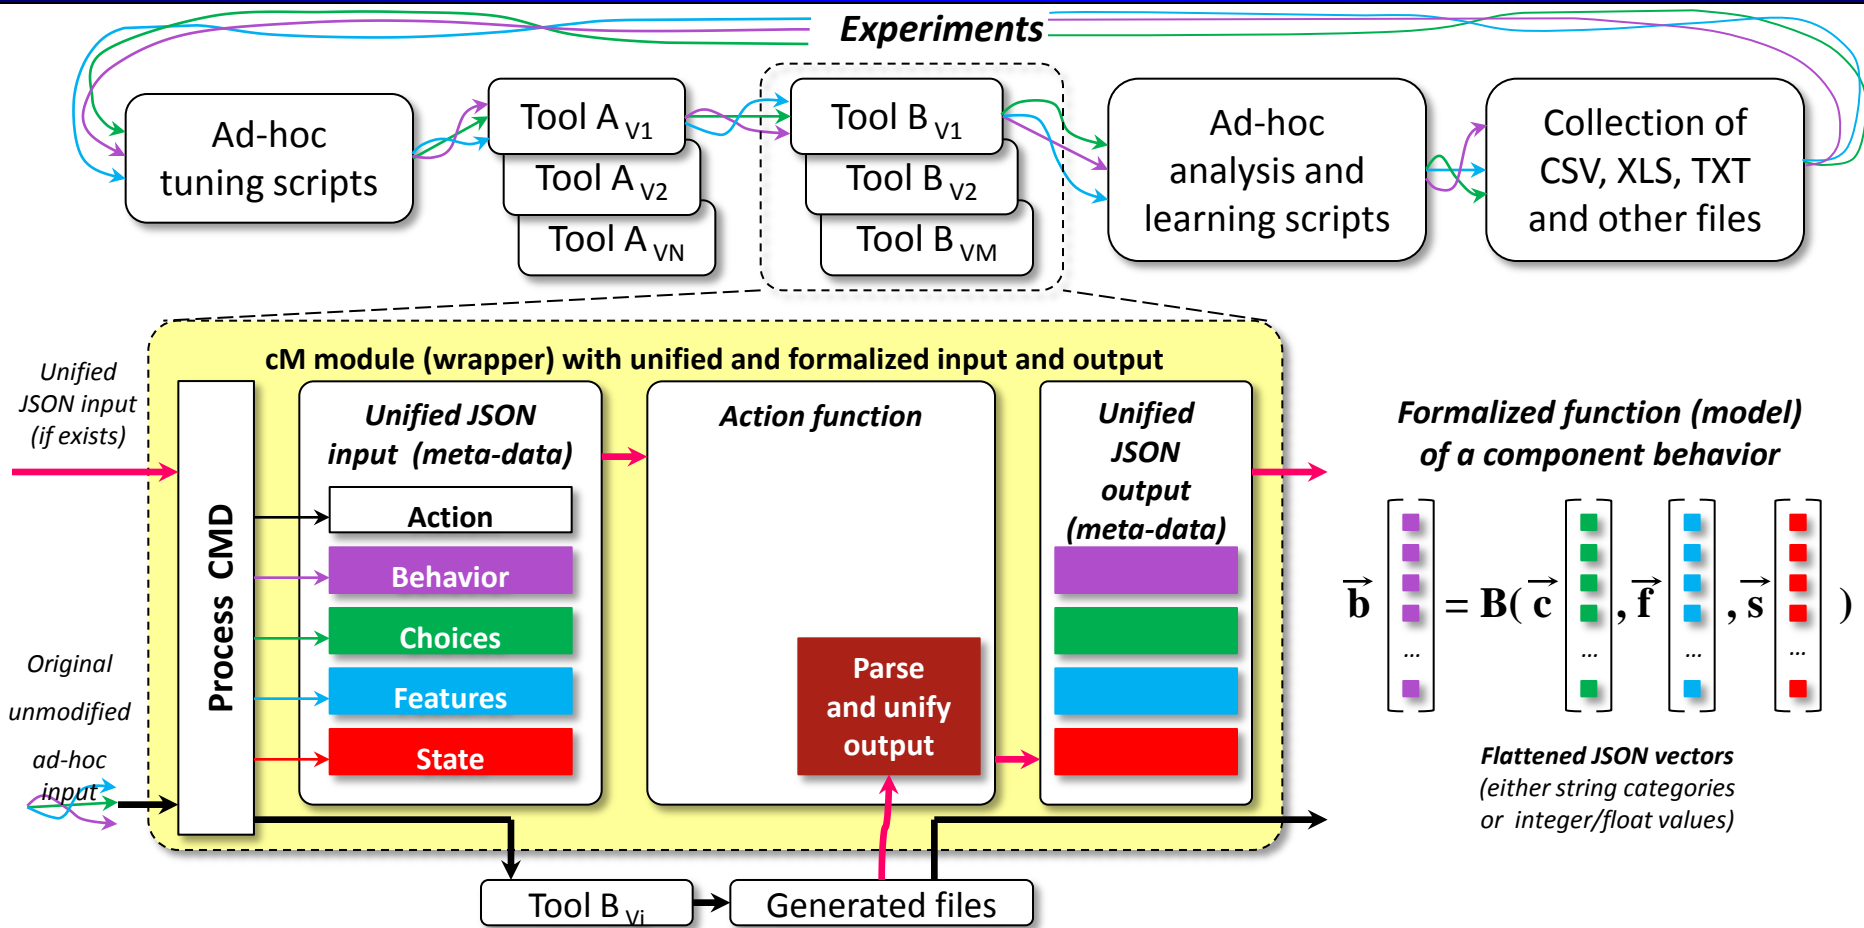 Experiments
Ad-hoc
tuning scripts
Tool A V1
Tool A V2
Tool A VN
Tool B V1
Tool B V2
Tool B VM
Ad-hoc
analysis and
learning scripts
Collection of
CSV, XLS, TXT
and other files
cM module (wrapper) with unified and formalized input and output
Unified
JSON input
(if exists)
Original
unmodified
ad-hoc
input
Process CMD
Unified JSON
input (meta-data)
Action
Behavior
Choices
Features
State
Action function
Parse
and unify
output
Unified
JSON
output
(meta-data)
Tool B Vi
Generated files
Formalized function (model)
of a component behavior
b = B( c , f , s )
... ... ... ...
Flattened JSON vectors
(either string categories
or integer/float values)